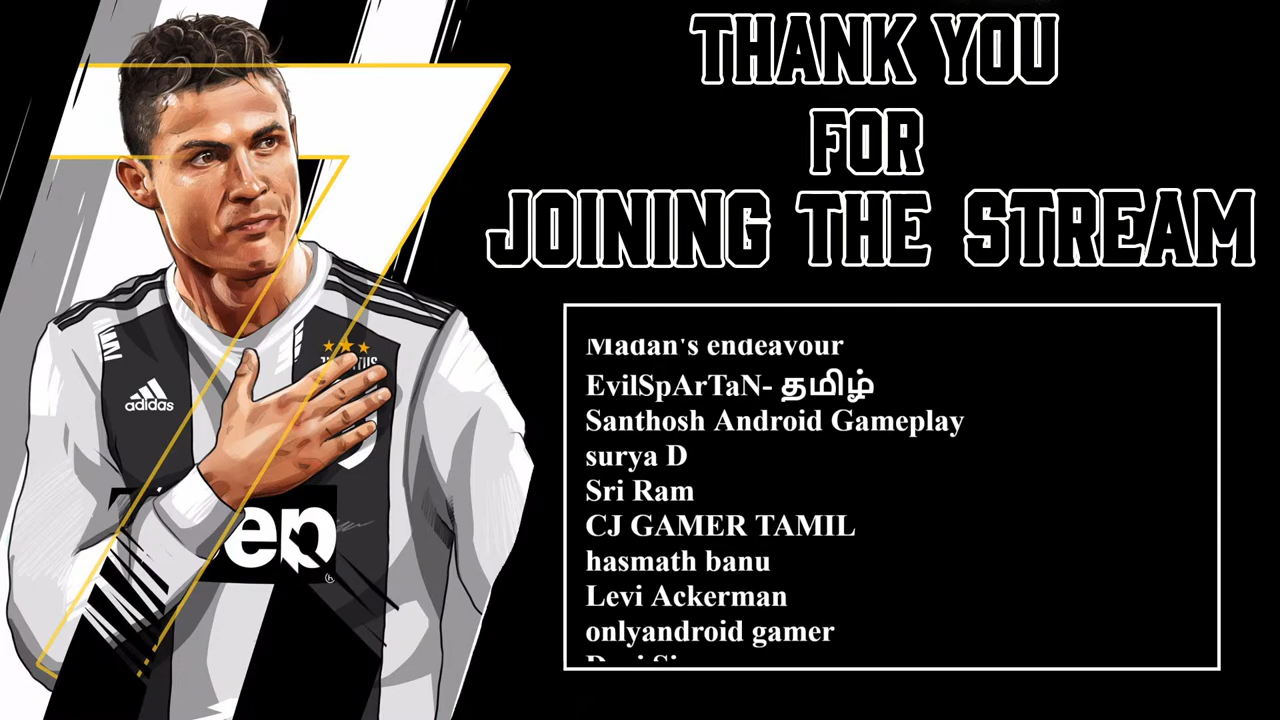 THANK YOU
FOR
JOINING THE STREAM
adidas
Madan's endeavour
EvilSpArTaN- தமிழ்
Santhosh Android Gameplay
surya D
Sri Ram
CJ GAMER TAMIL
hasmath banu
Levi Ackerman
onlyandroid gamer